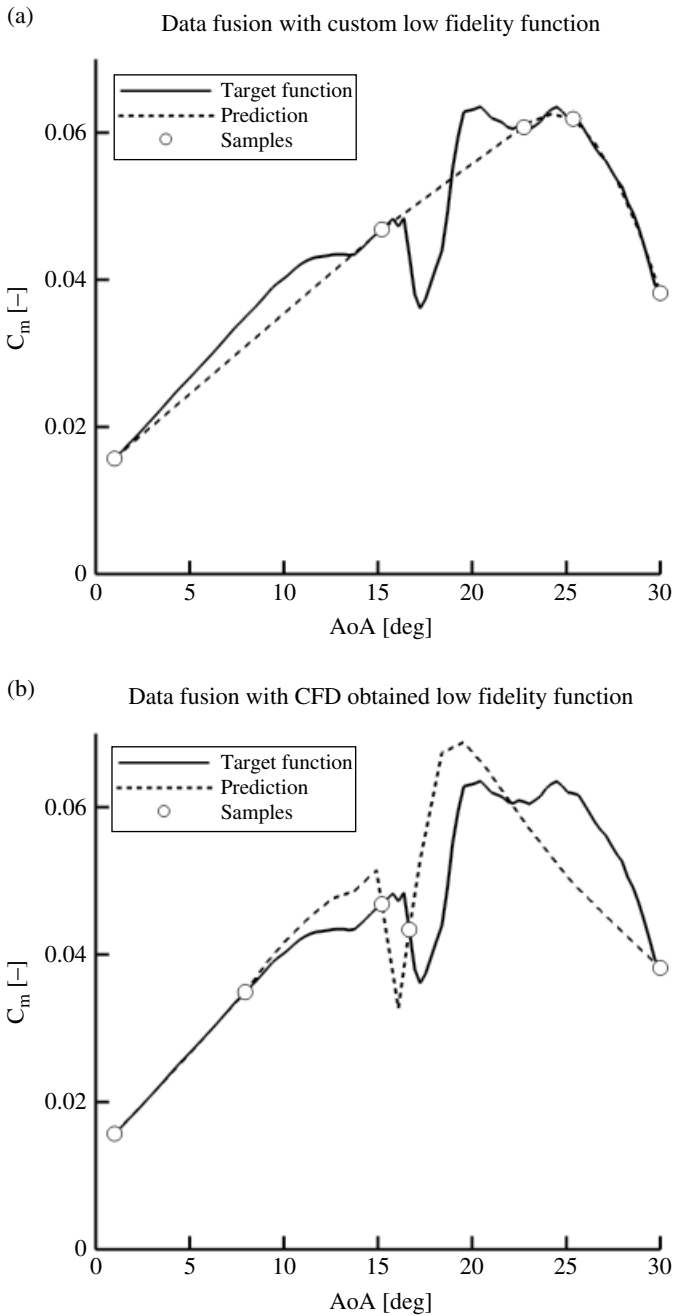 (a)
Data fusion with custom low fidelity function
Target function
Prediction
Samples
0.06
0.04
0.02
0
C_m [–]
0 5 10 15 20 25 30
AoA [deg]
(b)
Data fusion with CFD obtained low fidelity function
Target function
Prediction
Samples
0.06
0.04
0.02
0
C_m [–]
0 5 10 15 20 25 30
AoA [deg]